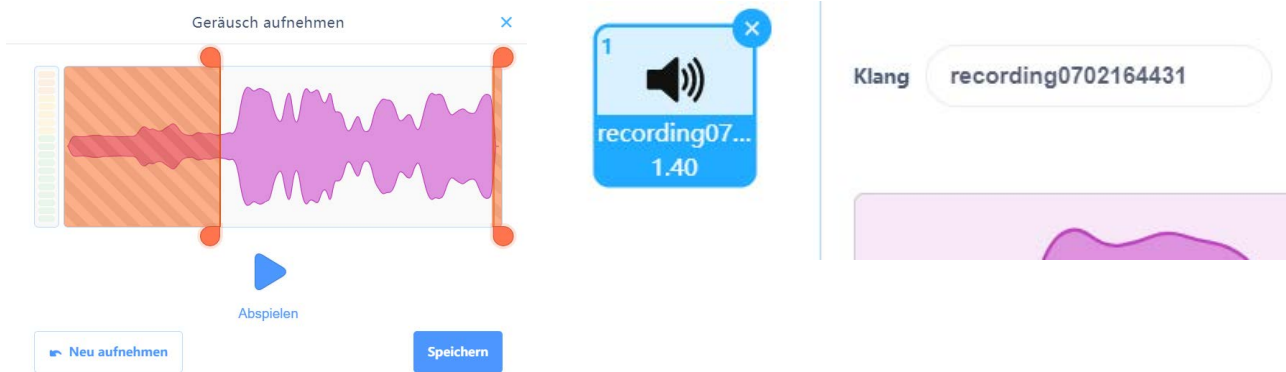 Geräusch aufnehmen
Abspielen
Neu aufnehmen
Speichern
1
recording07...
1.40
Klang
recording0702164431